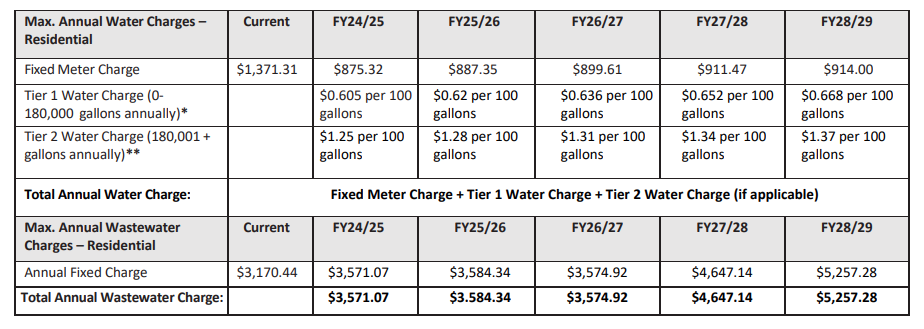 Max. Annual Water Charges – Residential Current FY24/25 FY25/26 FY26/27 FY27/28 FY28/29
Fixed Meter Charge $1,371.31 $875.32 $887.35 $899.61 $911.47 $914.00
Tier 1 Water Charge (0- $0.605 per 100 $0.62 per 100 $0.636 per 100 $0.652 per 100 $0.668 per 100
180,000 gallons annually)* gallons gallons gallons gallons gallons
Tier 2 Water Charge (180,001 + $1.25 per 100 $1.28 per 100 $1.31 per 100 $1.34 per 100 $1.37 per 100
gallons annually)** gallons gallons gallons gallons gallons
Total Annual Water Charge: Fixed Meter Charge + Tier 1 Water Charge + Tier 2 Water Charge (if applicable)
Max. Annual Wastewater Current FY24/25 FY25/26 FY26/27 FY27/28 FY28/29
Charges – Residential
Annual Fixed Charge $3,170.44 $3,571.07 $3,584.34 $3,574.92 $4,647.14 $5,257.28
Total Annual Wastewater Charge: $3,571.07 $3.584.34 $3,574.92 $4,647.14 $5,257.28